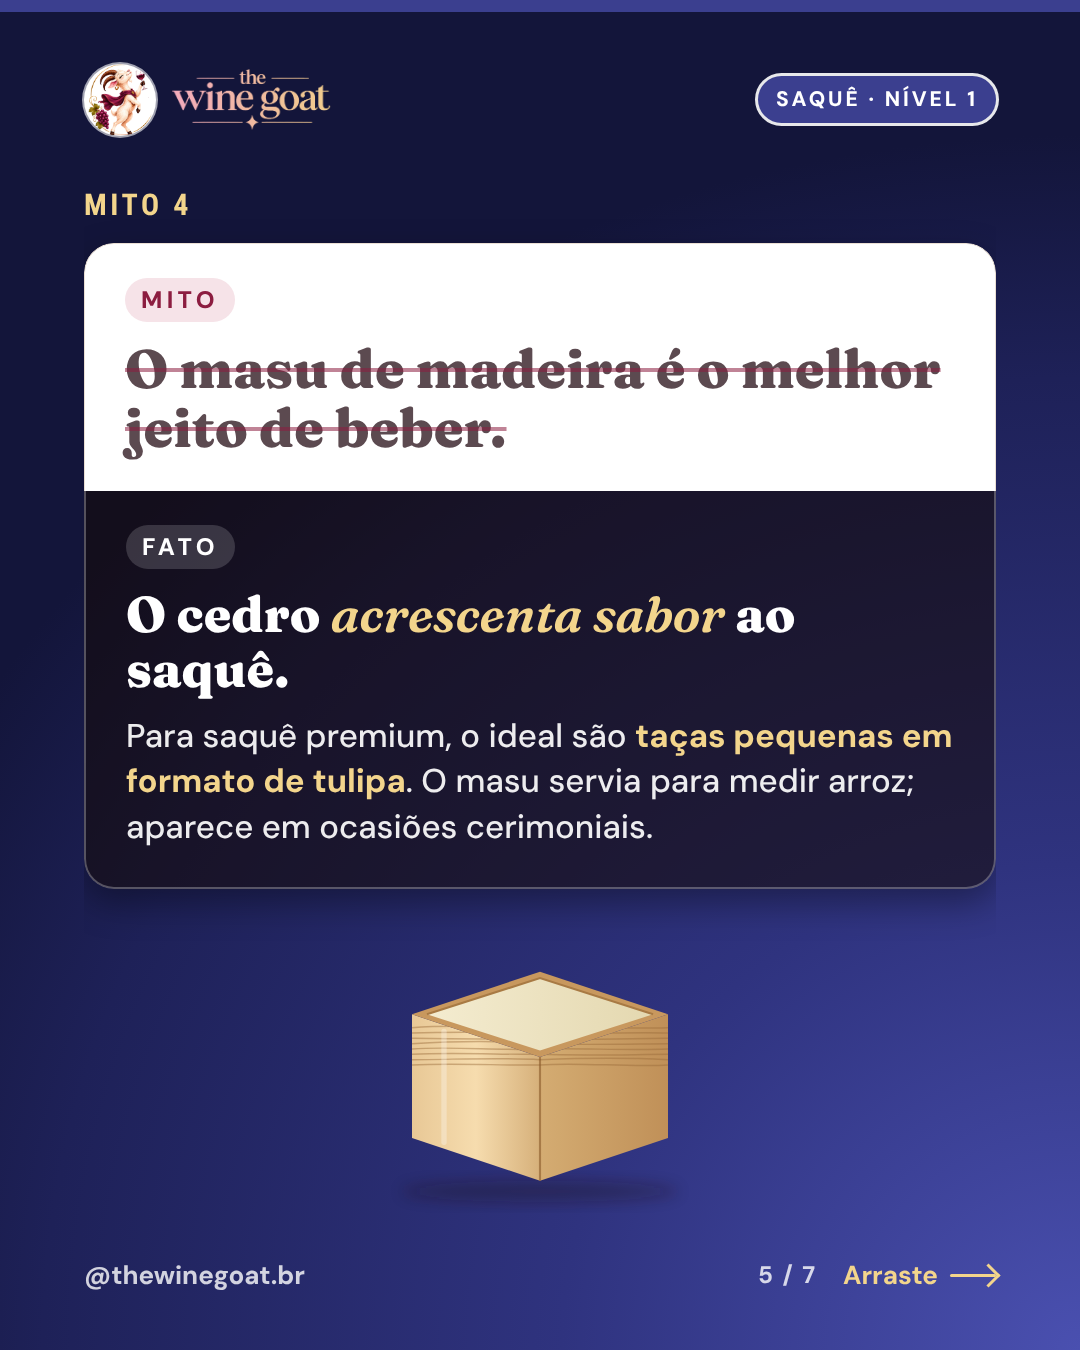 the
wine goat
SAQUÊ · NÍVEL 1
MITO 4
MITO
O masu de madeira é o melhor
jeito de beber.
FATO
O cedro acrescenta sabor ao
saquê.
Para saquê premium, o ideal são taças pequenas em
formato de tulipa. O masu servia para medir arroz;
aparece em ocasiões cerimoniais.
@thewinegoat.br
5 / 7 Arraste